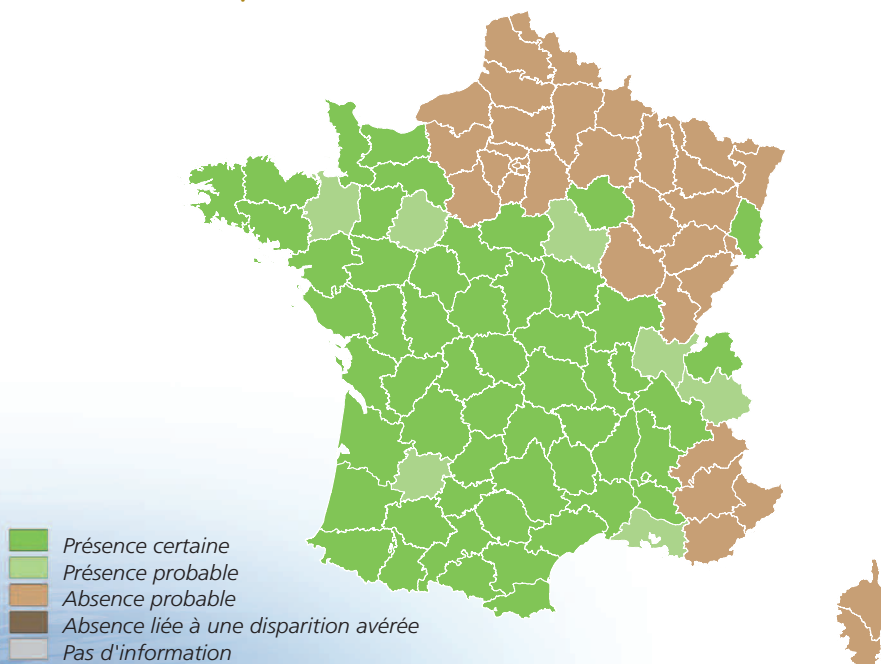 Présence certaine
Présence probable
Absence probable
Absence liée à une disparition avérée
Pas d'information